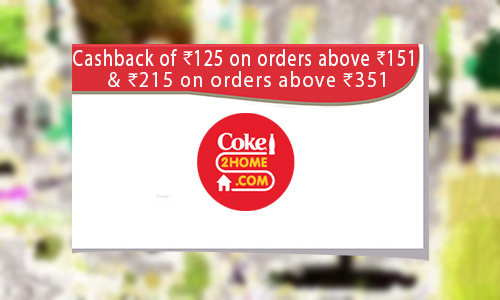 Cashback of ₹125 on orders above ₹151
& ₹215 on orders above ₹351
Coke
2HOME
.COM